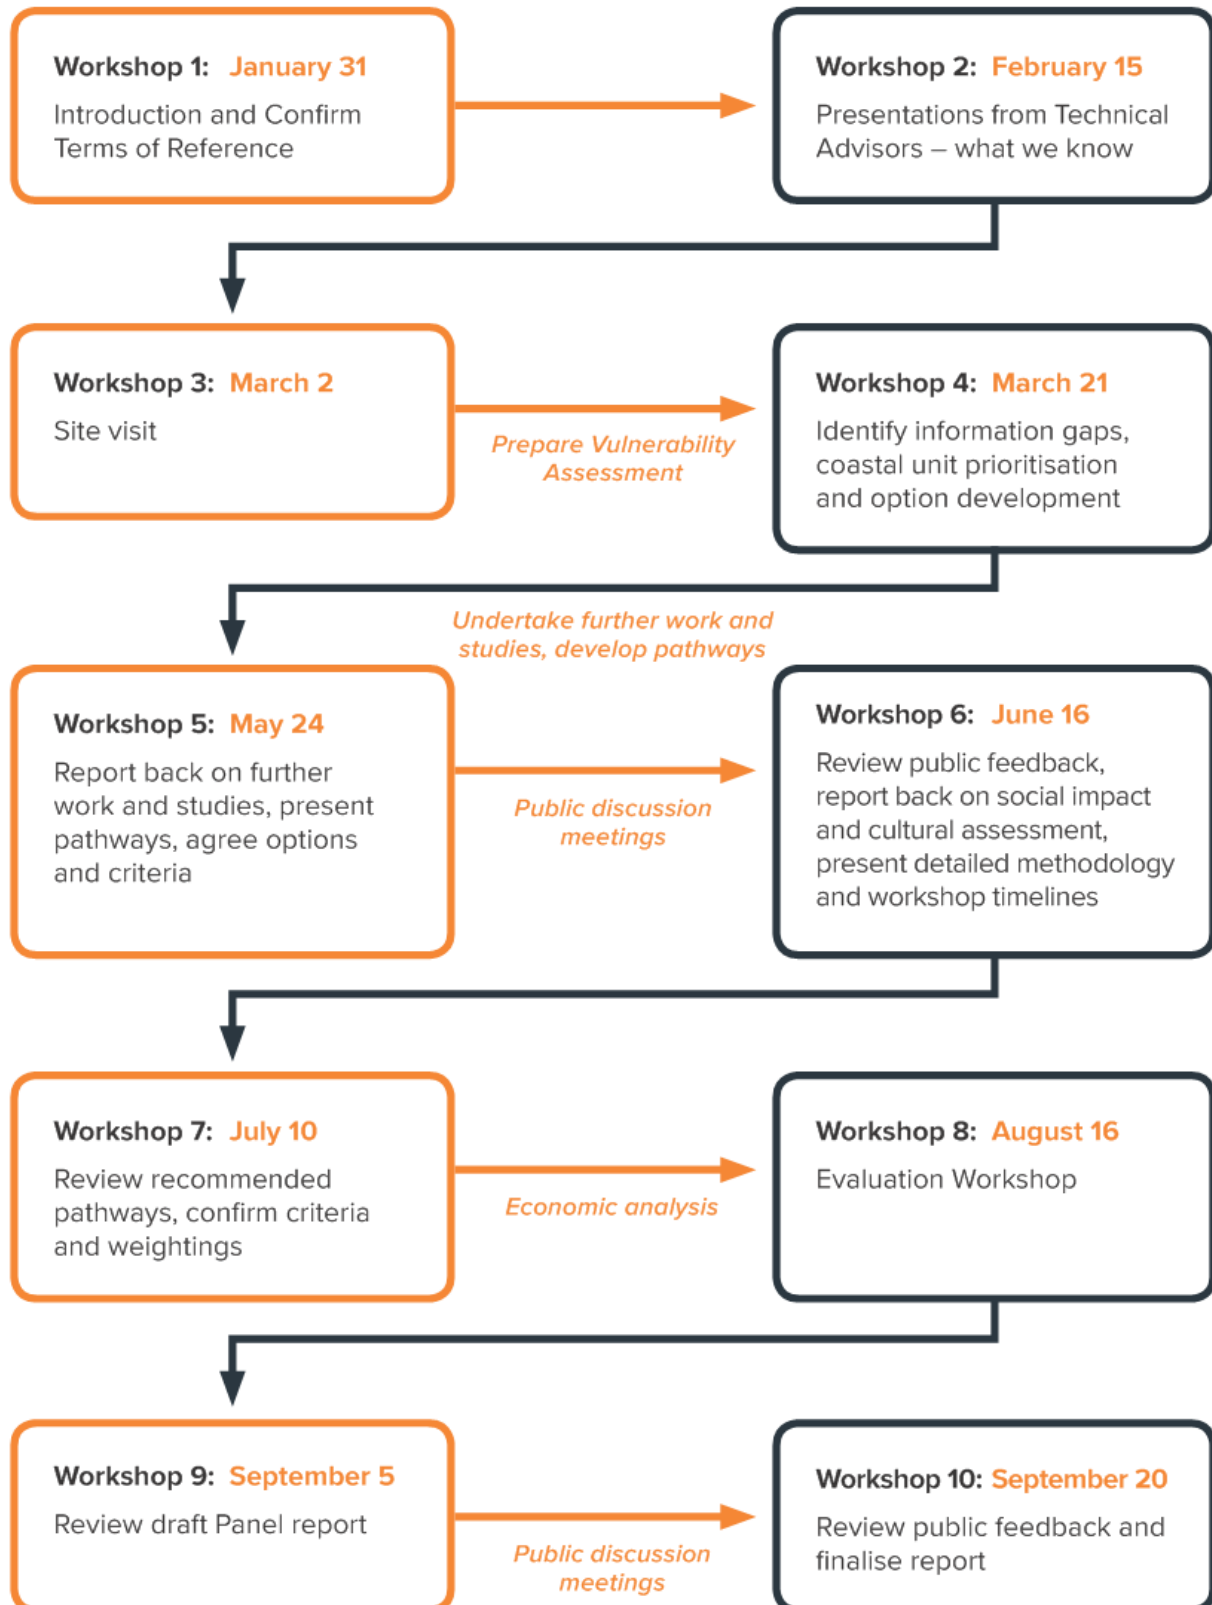 Workshop 1: January 31
Introduction and Confirm
Terms of Reference
Workshop 2: February 15
Presentations from Technical
Advisors – what we know
Workshop 3: March 2
Site visit
Prepare Vulnerability
Assessment
Workshop 4: March 21
Identify information gaps,
coastal unit prioritisation
and option development
Undertake further work and
studies, develop pathways
Workshop 5: May 24
Report back on further
work and studies, present
pathways, agree options
and criteria
Public discussion
meetings
Workshop 6: June 16
Review public feedback,
report back on social impact
and cultural assessment,
present detailed methodology
and workshop timelines
Workshop 7: July 10
Review recommended
pathways, confirm criteria
and weightings
Economic analysis
Workshop 8: August 16
Evaluation Workshop
Workshop 9: September 5
Review draft Panel report
Public discussion
meetings
Workshop 10: September 20
Review public feedback and
finalise report